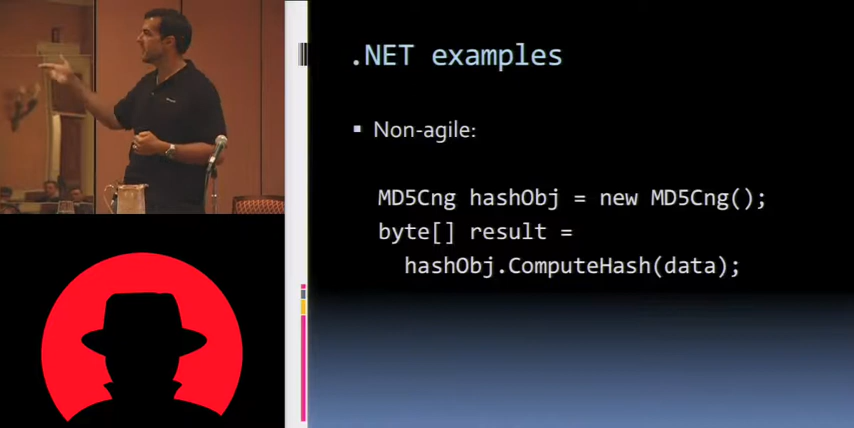 .NET examples
Non-agile:
MD5Cng hashObj = new MD5Cng();
byte[] result =
hashObj.ComputeHash(data);